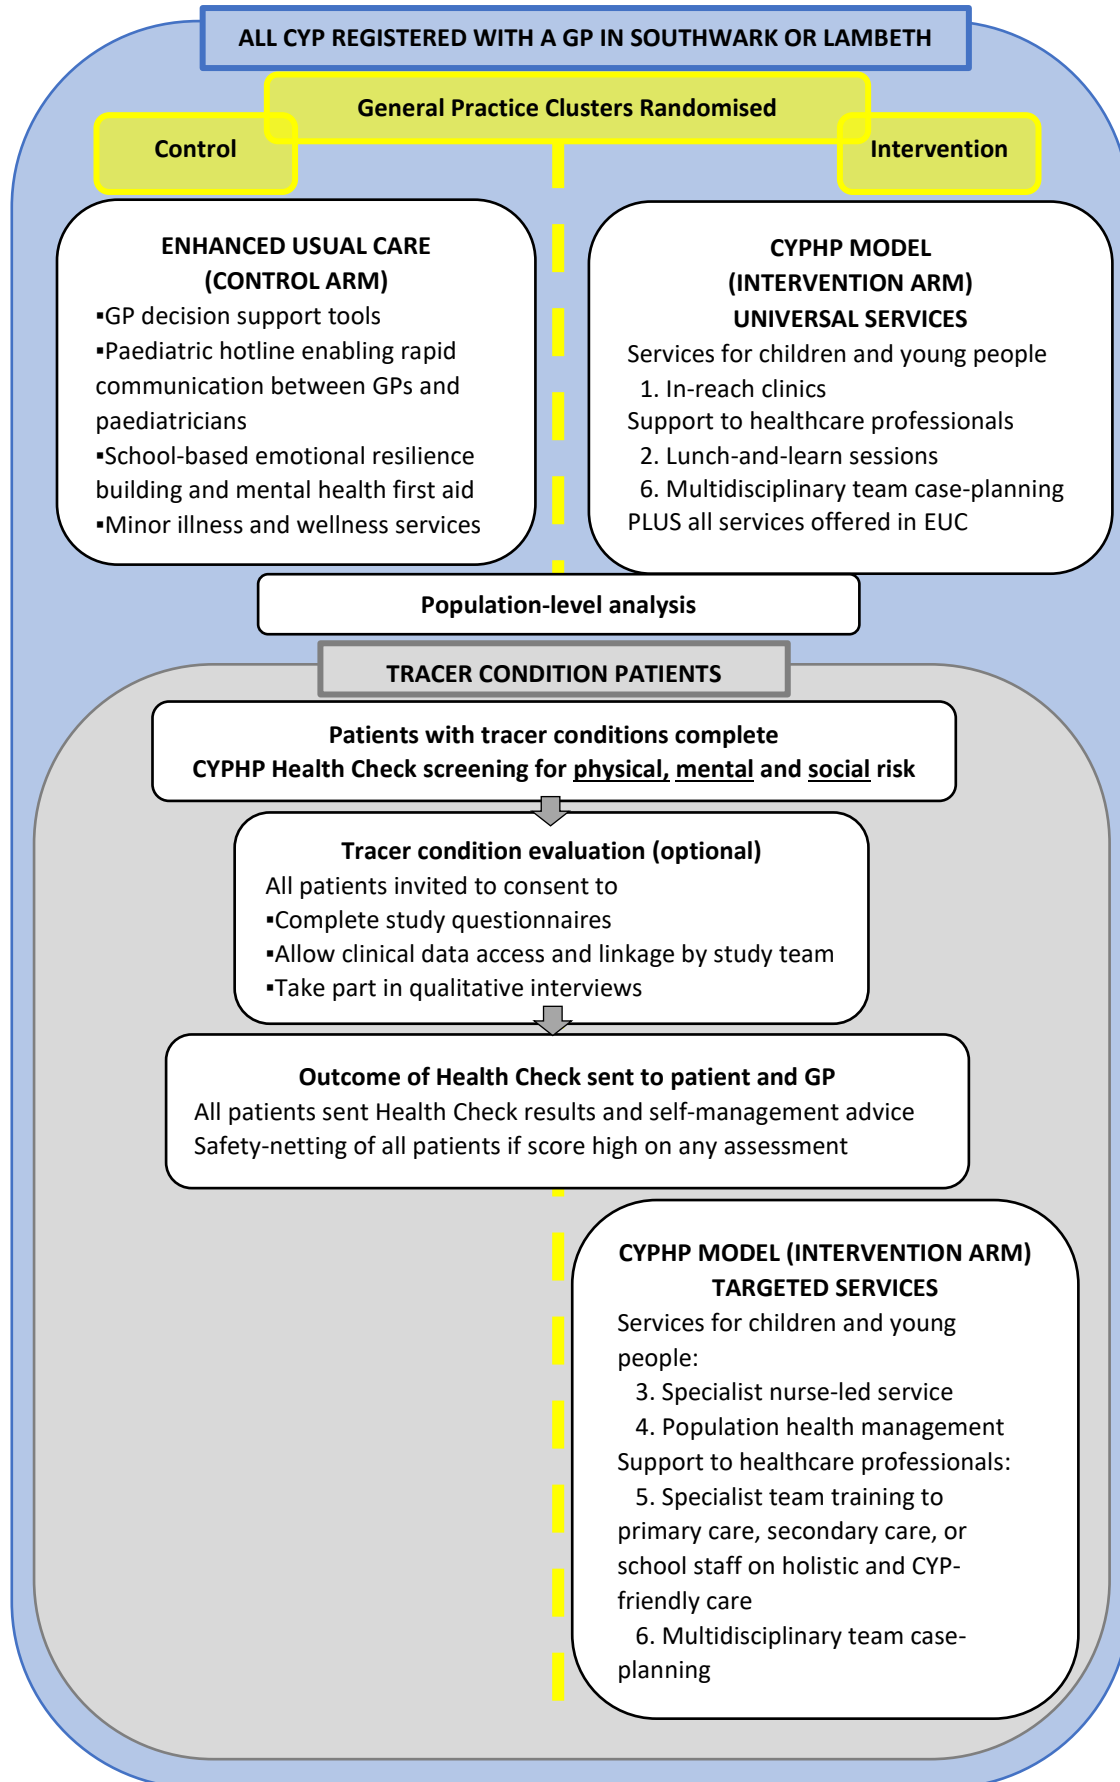 ALL CYP REGISTERED WITH A GP IN SOUTHWARK OR LAMBETH
General Practice Clusters Randomised
Control
Intervention
ENHANCED USUAL CARE
(CONTROL ARM)
▪GP decision support tools
▪Paediatric hotline enabling rapid
communication between GPs and
paediatricians
▪School-based emotional resilience
building and mental health first aid
▪Minor illness and wellness services
CYPHP MODEL
(INTERVENTION ARM)
UNIVERSAL SERVICES
Services for children and young people
1. In-reach clinics
Support to healthcare professionals
2. Lunch-and-learn sessions
6. Multidisciplinary team case-planning
PLUS all services offered in EUC
Population-level analysis
TRACER CONDITION PATIENTS
Patients with tracer conditions complete
CYPHP Health Check screening for physical, mental and social risk
Tracer condition evaluation (optional)
All patients invited to consent to
▪Complete study questionnaires
▪Allow clinical data access and linkage by study team
▪Take part in qualitative interviews
Outcome of Health Check sent to patient and GP
All patients sent Health Check results and self-management advice
Safety-netting of all patients if score high on any assessment
CYPHP MODEL (INTERVENTION ARM)
TARGETED SERVICES
Services for children and young
people:
3. Specialist nurse-led service
4. Population health management
Support to healthcare professionals:
5. Specialist team training to
primary care, secondary care, or
school staff on holistic and CYP-
friendly care
6. Multidisciplinary team case-
planning